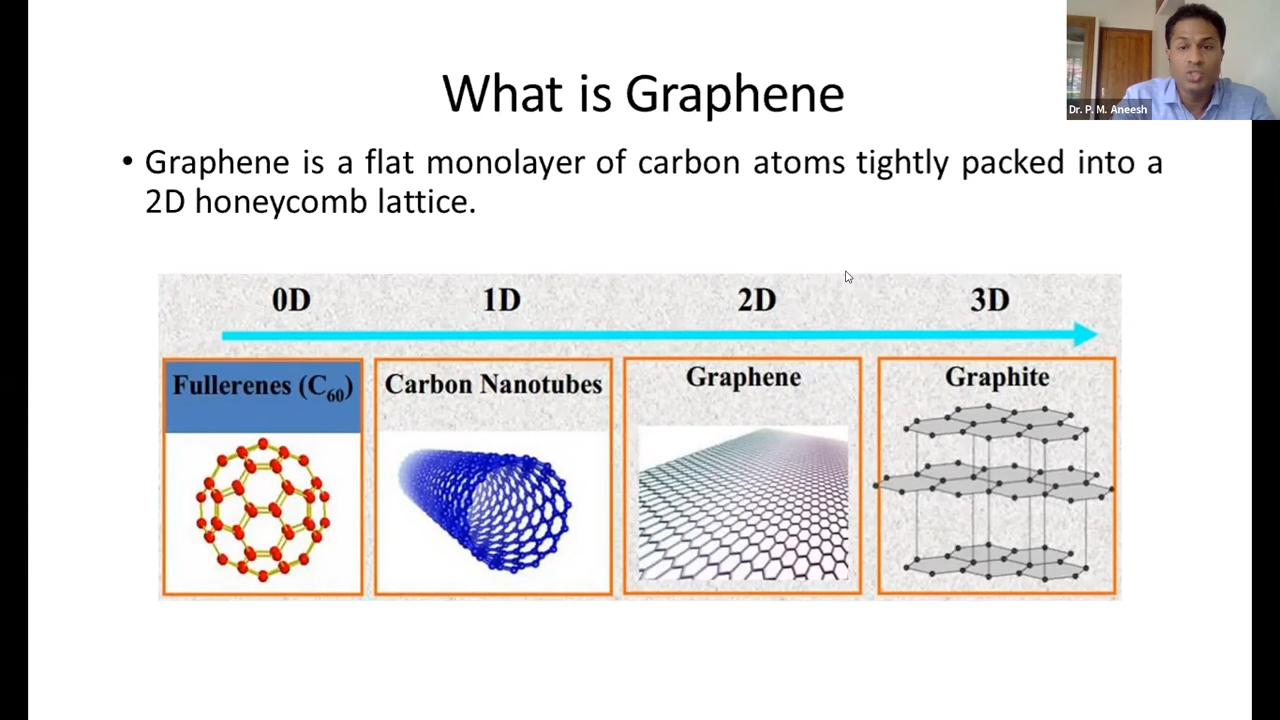 What is Graphene
Dr. P. M. Aneesh
• Graphene is a flat monolayer of carbon atoms tightly packed into a
2D honeycomb lattice.
0D 1D 2D 3D
Fullerenes (C₆₀) Carbon Nanotubes Graphene Graphite